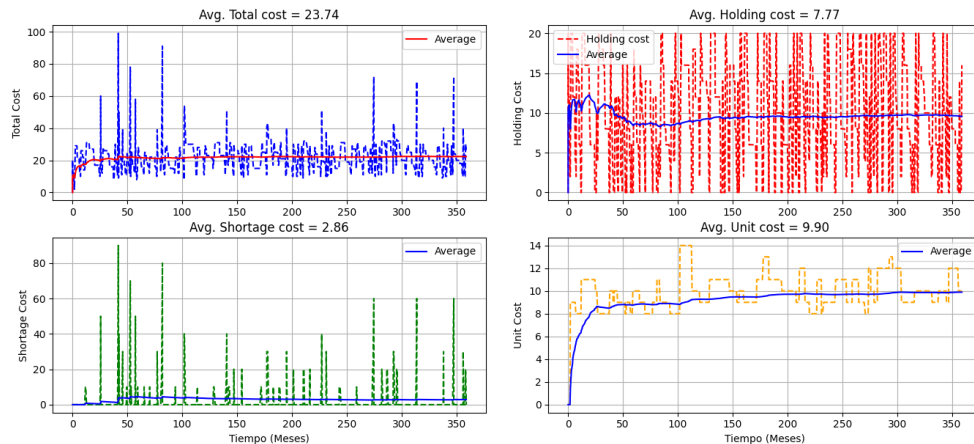 Avg. Total cost = 23.74
Total Cost
100
80
60
40
20
0
Average
0 50 100 150 200 250 300 350
Avg. Holding cost = 7.77
Holding Cost
20
15
10
5
0
Holding cost
Average
0 50 100 150 200 250 300 350
Avg. Shortage cost = 2.86
Shortage Cost
80
60
40
20
0
Average
0 50 100 150 200 250 300 350
Tiempo (Meses)
Avg. Unit cost = 9.90
Unit Cost
14
12
10
8
6
4
2
0
Average
0 50 100 150 200 250 300 350
Tiempo (Meses)